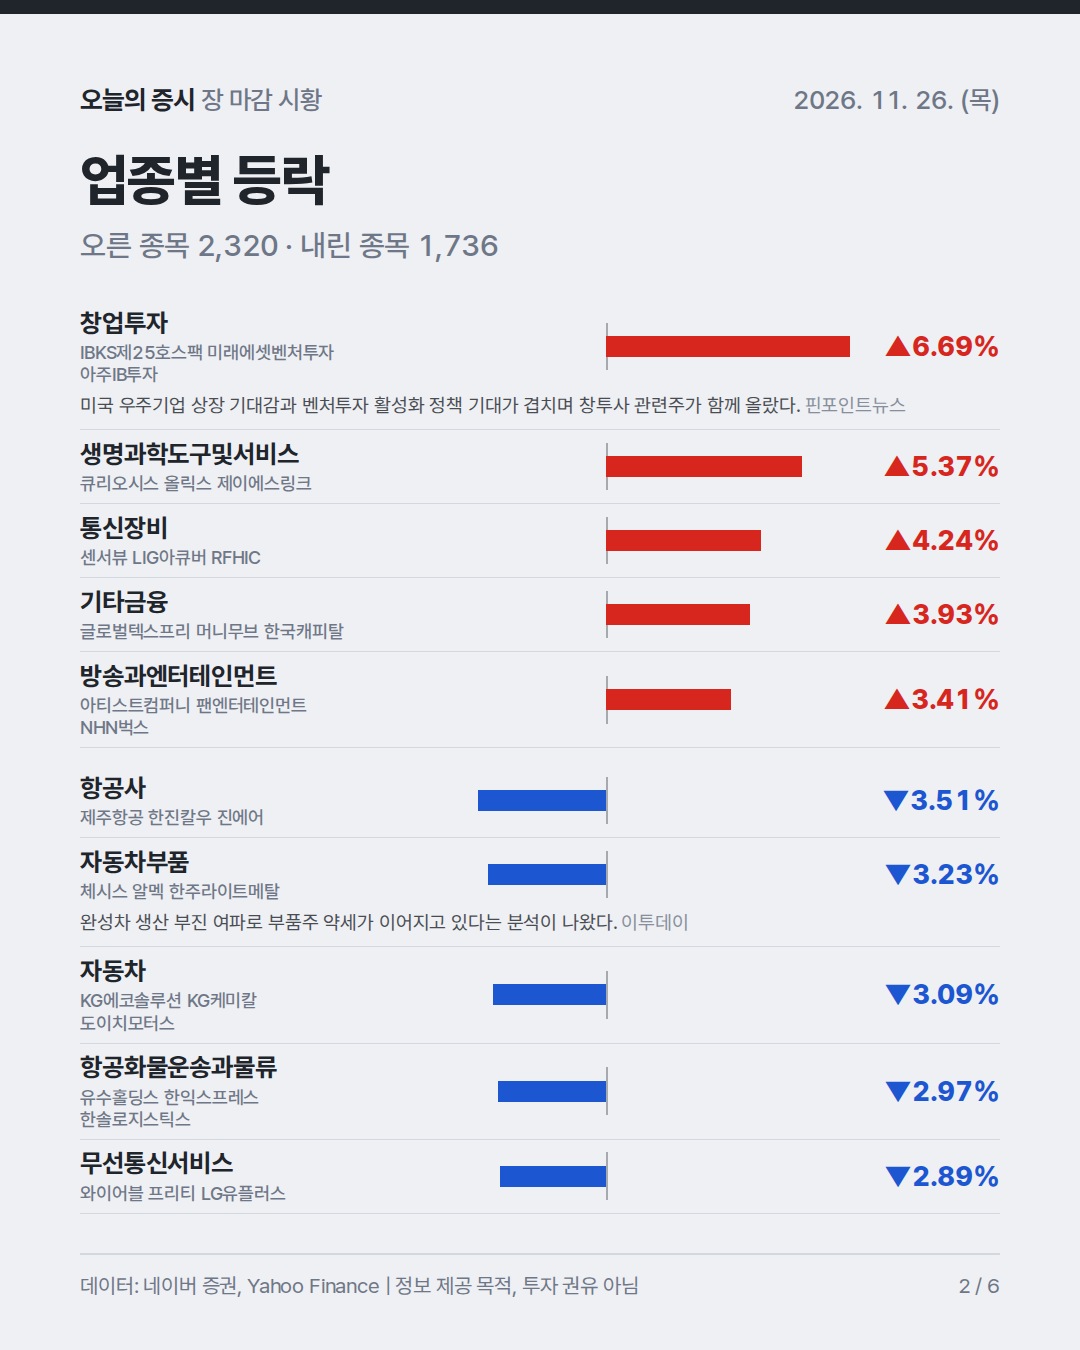 오늘의 증시 장 마감 시황
2026. 11. 26. (목)
업종별 등락
오른 종목 2,320 · 내린 종목 1,736
창업투자
IBKS제25호스팩 미래에셋벤처투자
아주IB투자
▲6.69%
미국 우주기업 상장 기대감과 벤처투자 활성화 정책 기대가 겹치며 창투사 관련주가 함께 올랐다. 핀포인트뉴스
생명과학도구및서비스
큐리오시스 올릭스 제이에스링크
▲5.37%
통신장비
센서뷰 LIG아큐버 RFHIC
▲4.24%
기타금융
글로벌텍스프리 머니무브 한국캐피탈
▲3.93%
방송과엔터테인먼트
아티스트컴퍼니 팬엔터테인먼트
NHN벅스
▲3.41%
항공사
제주항공 한진칼우 진에어
▼3.51%
자동차부품
체시스 알멕 한주라이트메탈
▼3.23%
완성차 생산 부진 여파로 부품주 약세가 이어지고 있다는 분석이 나왔다. 이투데이
자동차
KG에코솔루션 KG케미칼
도이치모터스
▼3.09%
항공화물운송과물류
유수홀딩스 한익스프레스
한솔로지스틱스
▼2.97%
무선통신서비스
와이어블 프리티 LG유플러스
▼2.89%
데이터: 네이버 증권, Yahoo Finance | 정보 제공 목적, 투자 권유 아님
2 / 6